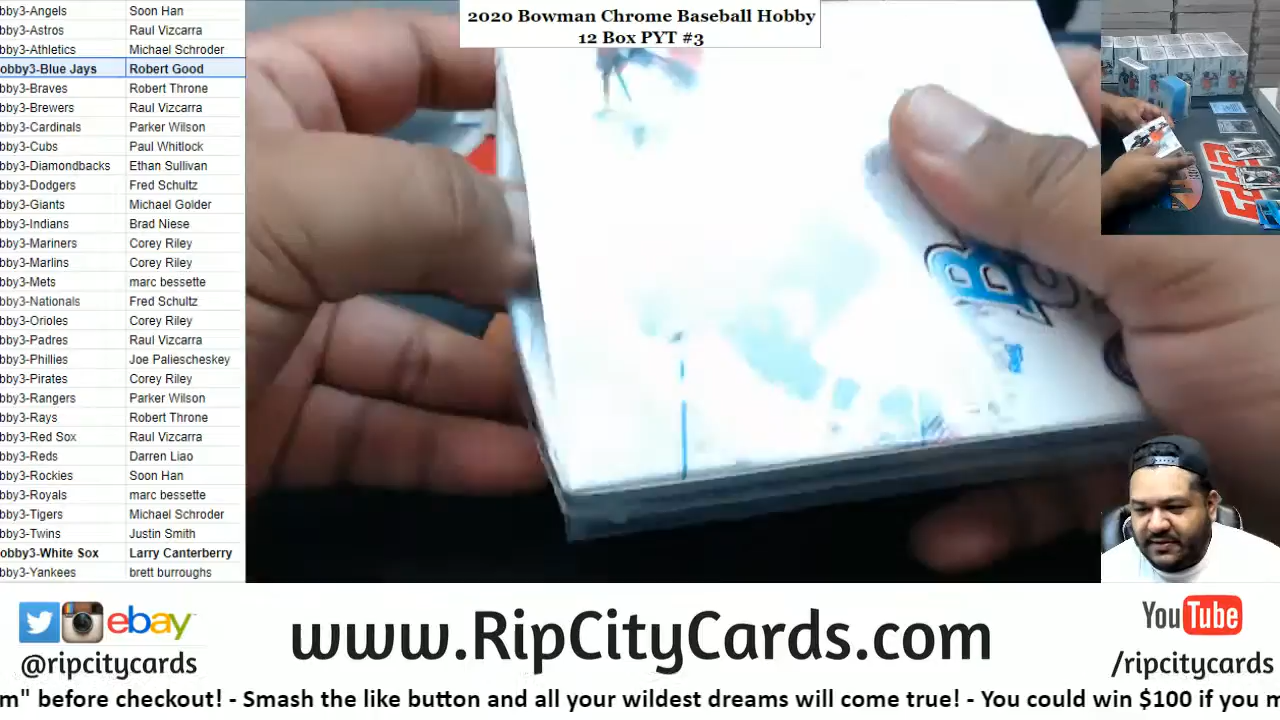 2020 Bowman Chrome Baseball Hobby
12 Box PYT #3
bby3-Angels Soon Han
bby3-Astros Raul Vizcarra
bby3-Athletics Michael Schroder
obby3-Blue Jays Robert Good
bby3-Braves Robert Throne
bby3-Brewers Raul Vizcarra
bby3-Cardinals Parker Wilson
bby3-Cubs Paul Whitlock
bby3-Diamondbacks Ethan Sullivan
bby3-Dodgers Fred Schultz
bby3-Giants Michael Golder
bby3-Indians Brad Niese
bby3-Mariners Corey Riley
bby3-Marlins Corey Riley
bby3-Mets marc bessette
bby3-Nationals Fred Schultz
bby3-Orioles Corey Riley
bby3-Padres Raul Vizcarra
bby3-Phillies Joe Paliescheskey
bby3-Pirates Corey Riley
bby3-Rangers Parker Wilson
bby3-Rays Robert Throne
bby3-Red Sox Raul Vizcarra
bby3-Reds Darren Liao
bby3-Rockies Soon Han
bby3-Royals marc bessette
bby3-Tigers Michael Schroder
bby3-Twins Justin Smith
obby3-White Sox Larry Canterberry
bby3-Yankees brett burroughs
ebay
@ripcitycards
www.RipCityCards.com
YouTube
/ripcitycards
m" before checkout! - Smash the like button and all your wildest dreams will come true! - You could win $100 if you m